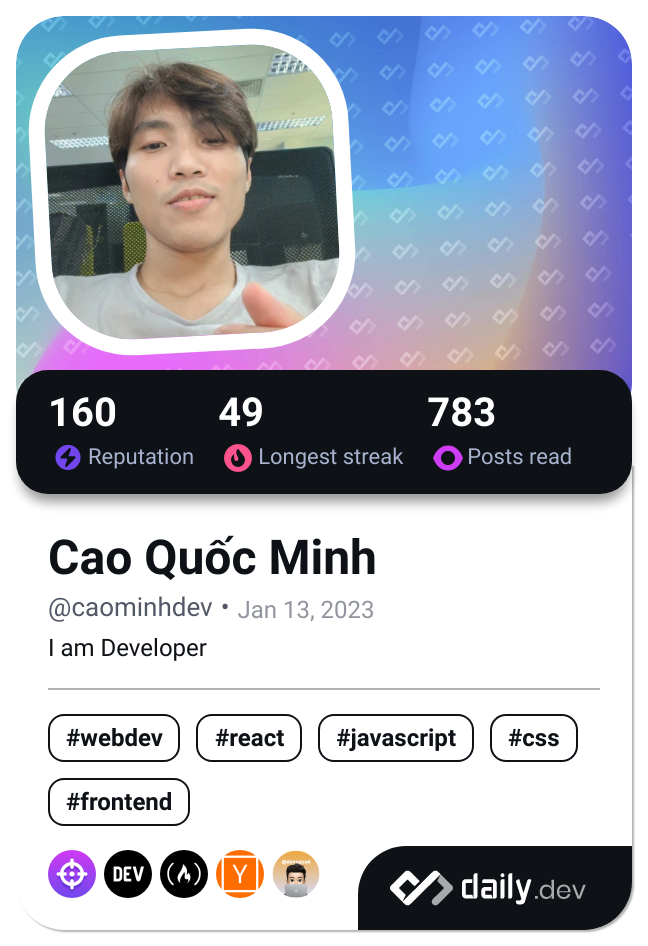 160 49 783
Reputation Longest streak Posts read
Cao Quốc Minh
@caominhdev • Jan 13, 2023
I am Developer
#webdev #react #javascript #css
#frontend
DEV Y daily.dev